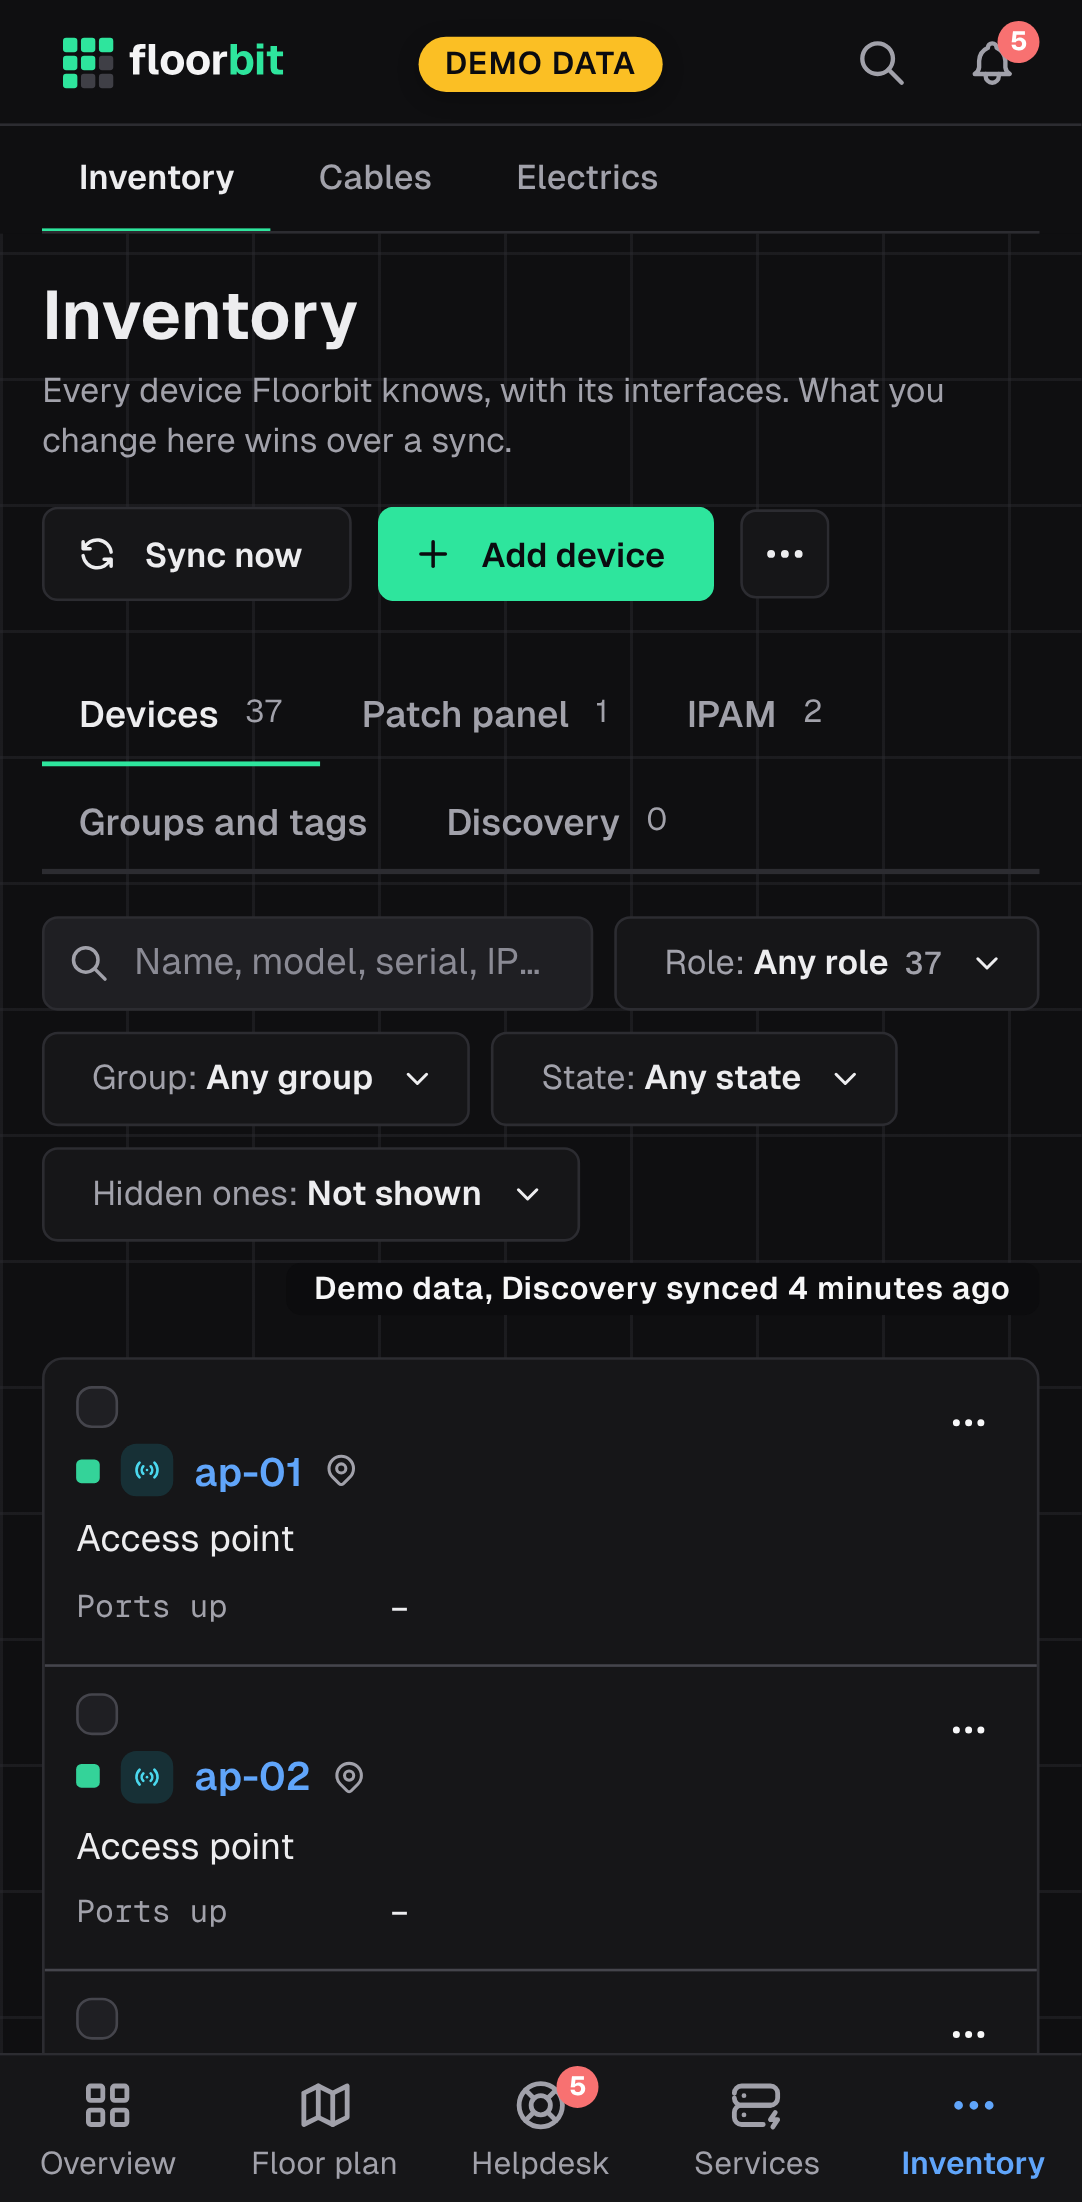 floorbit
DEMO DATA
5
Inventory Cables Electrics
Inventory
Every device Floorbit knows, with its interfaces. What you
change here wins over a sync.
Sync now
+ Add device
...
Devices 37 Patch panel 1 IPAM 2
Groups and tags Discovery 0
Name, model, serial, IP...
Role: Any role 37
Group: Any group
State: Any state
Hidden ones: Not shown
Demo data, Discovery synced 4 minutes ago
ap-01
Access point
Ports up –
ap-02
Access point
Ports up –
5
Overview Floor plan Helpdesk Services Inventory